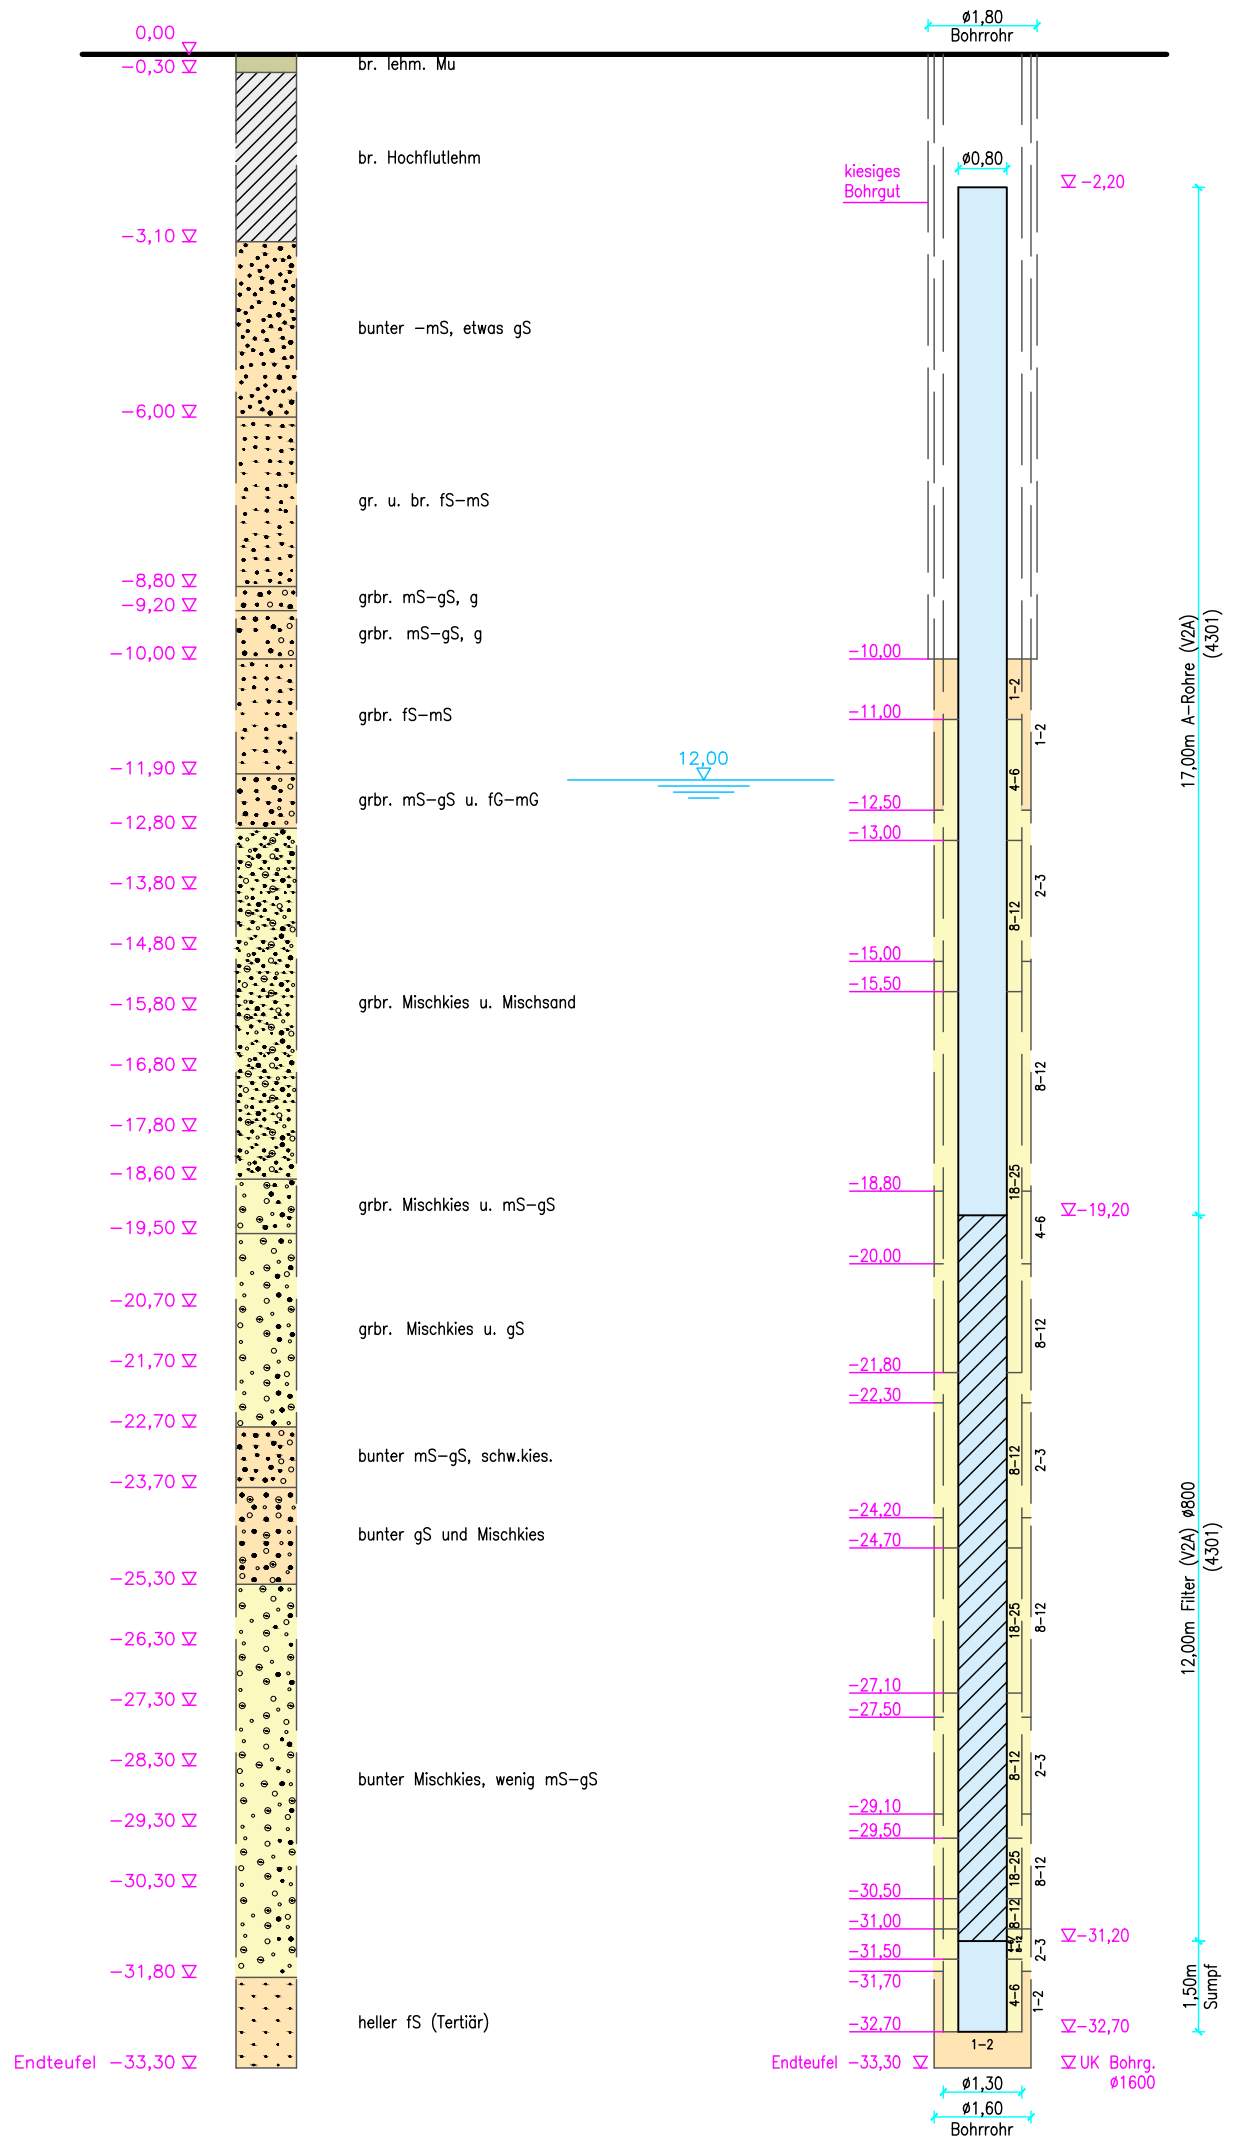 0,00
ø1,80
Bohrrohr
-0,30
br. lehm. Mu
br. Hochflutlehm
ø0,80
kiesiges
Bohrgut
-2,20
-3,10
bunter -mS, etwas gS
-6,00
gr. u. br. fS-mS
-8,80
-9,20
grbr. mS-gS, g
grbr. mS-gS, g
-10,00
-10,00
1-2
17,00m A-Rohre (V2A)
(4301)
grbr. fS-mS
-11,00
1-2
-11,90
12,00
4-6
grbr. mS-gS u. fG-mG
-12,50
-12,80
-13,00
-13,80
2-3
8-12
-14,80
-15,00
-15,50
-15,80
grbr. Mischkies u. Mischsand
-16,80
8-12
-17,80
-18,60
18-25
-18,80
grbr. Mischkies u. mS-gS
-19,20
-19,50
4-6
-20,00
-20,70
grbr. Mischkies u. gS
8-12
-21,70
-21,80
-22,30
-22,70
bunter mS-gS, schw.kies.
8-12
2-3
-23,70
-24,20
bunter gS und Mischkies
-24,70
12,00m Filter (V2A) ø800
(4301)
-25,30
18-25
8-12
-26,30
-27,10
-27,30
-27,50
-28,30
bunter Mischkies, wenig mS-gS
8-12
2-3
-29,10
-29,30
-29,50
18-25
8-12
-30,30
-30,50
8-12
-31,00
-31,20
-31,50
2-3
-31,80
-31,70
4-6
1-2
1,50m
Sumpf
heller fS (Tertiär)
-32,70
-32,70
1-2
Endteufel -33,30
Endteufel -33,30
UK Bohrg.
ø1600
ø1,30
ø1,60
Bohrrohr